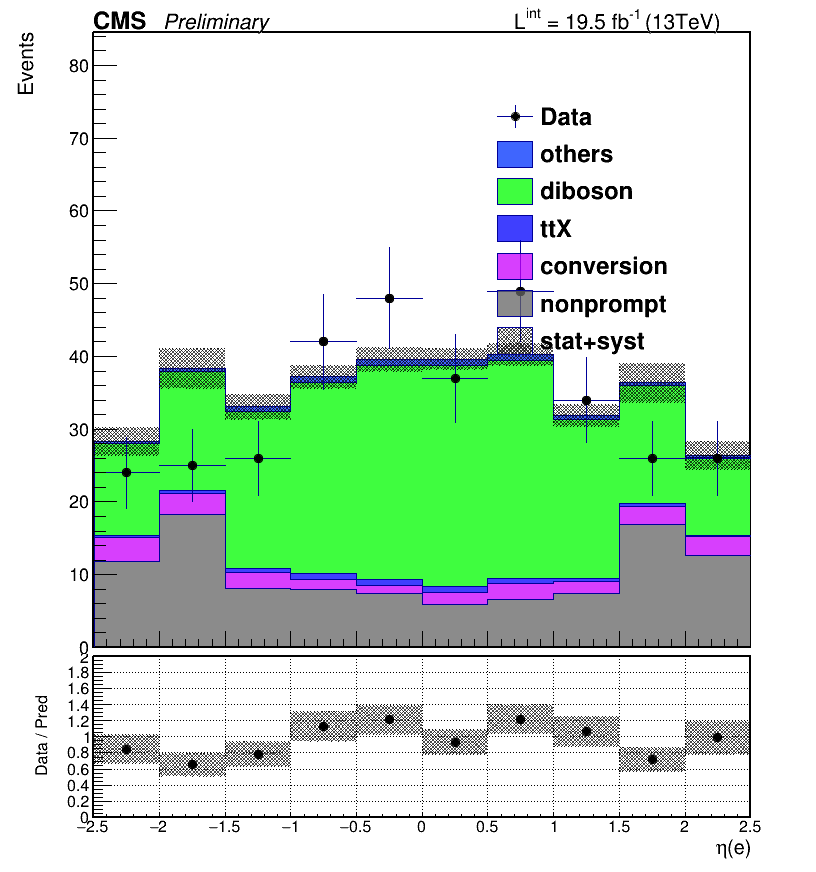 CMS Preliminary L^int = 19.5 fb^-1 (13TeV)
Events
80
70
60
50
40
30
20
10
0
Data
others
diboson
ttX
conversion
nonprompt
stat+syst
Data / Pred
2
1.8
1.6
1.4
1.2
1
0.8
0.6
0.4
0.2
0
−2.5 −2 −1.5 −1 −0.5 0 0.5 1 1.5 2 2.5
η(e)